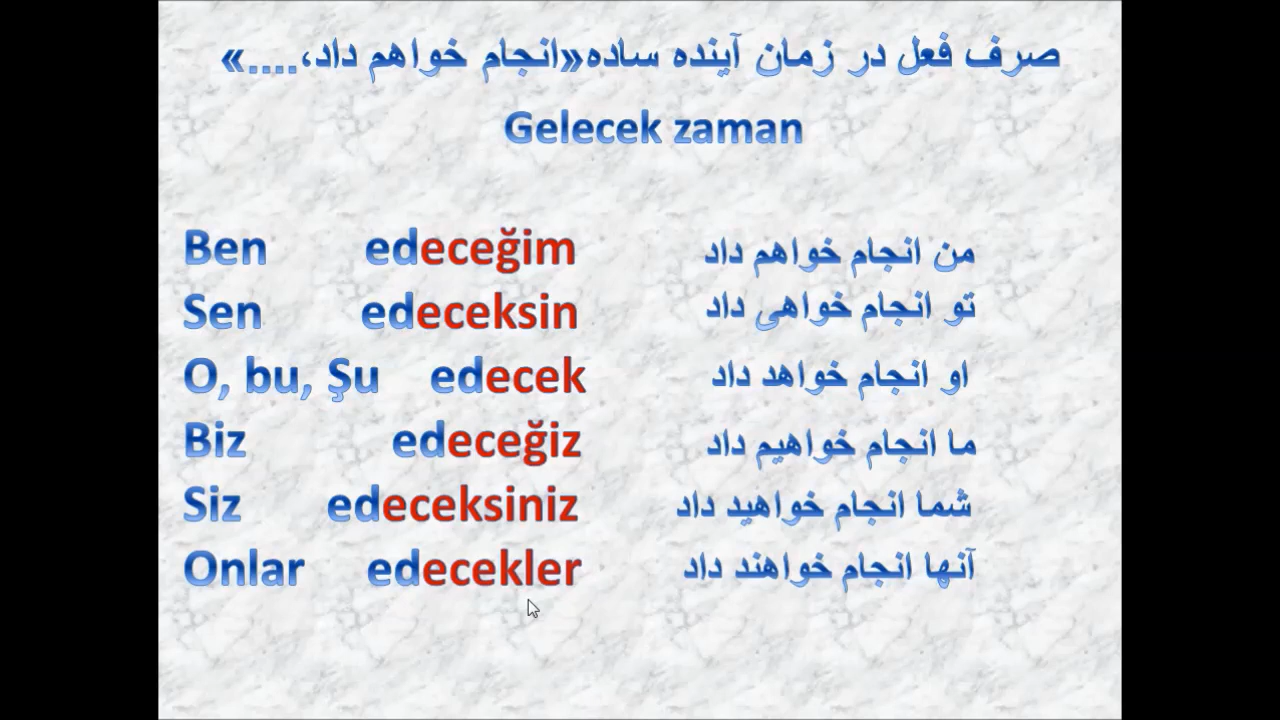 صرف فعل در زمان آینده ساده«انجام خواهم داد،....»
Gelecek zaman
Ben edeceğim من انجام خواهم داد
Sen edeceksin تو انجام خواهی داد
O, bu, Şu edecek او انجام خواهد داد
Biz edeceğiz ما انجام خواهیم داد
Siz edeceksiniz شما انجام خواهید داد
Onlar edecekler آنها انجام خواهند داد